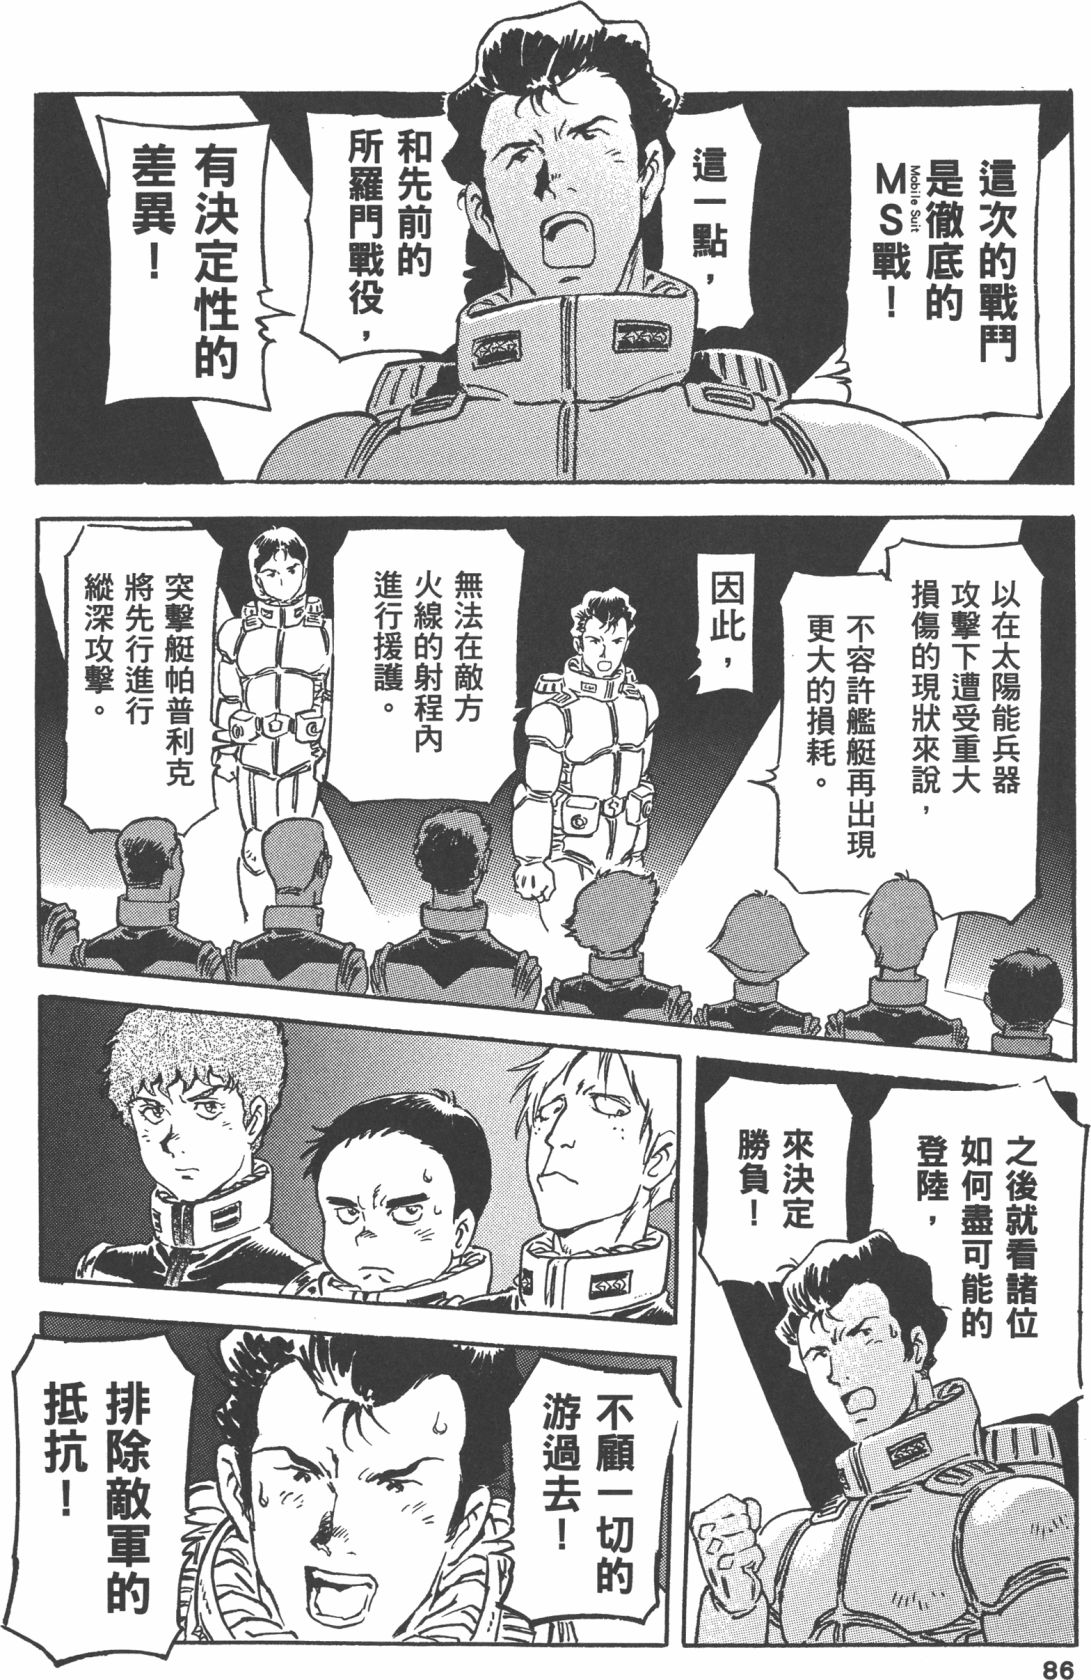 這次的戰鬥
是徹底的
Mobile Suit
MS戰！
這一點，
和先前的
所羅門戰役，
有決定性的
差異！
以在太陽能兵器
攻擊下遭受重大
損傷的現狀來說，
不容許艦艇再出現
更大的損耗。
因此，
無法在敵方
火線的射程內
進行援護。
突擊艇帕普利克
將先行進行
縱深攻擊。
之後就看諸位
如何盡可能的
登陸，
來決定
勝負！
不顧一切的
游過去！
排除敵軍的
抵抗！
86